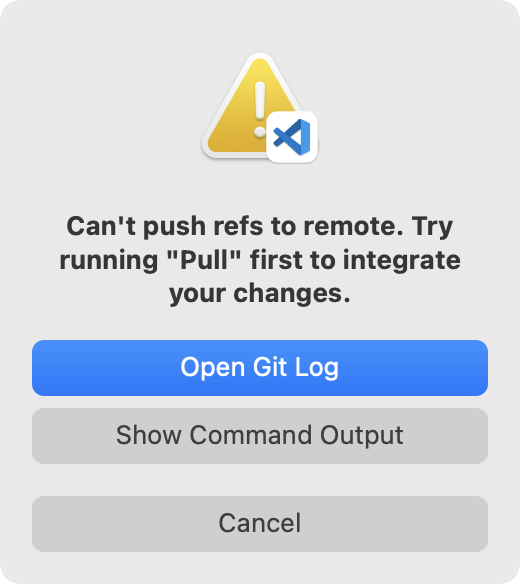 Can't push refs to remote. Try
running "Pull" first to integrate
your changes.
Open Git Log
Show Command Output
Cancel